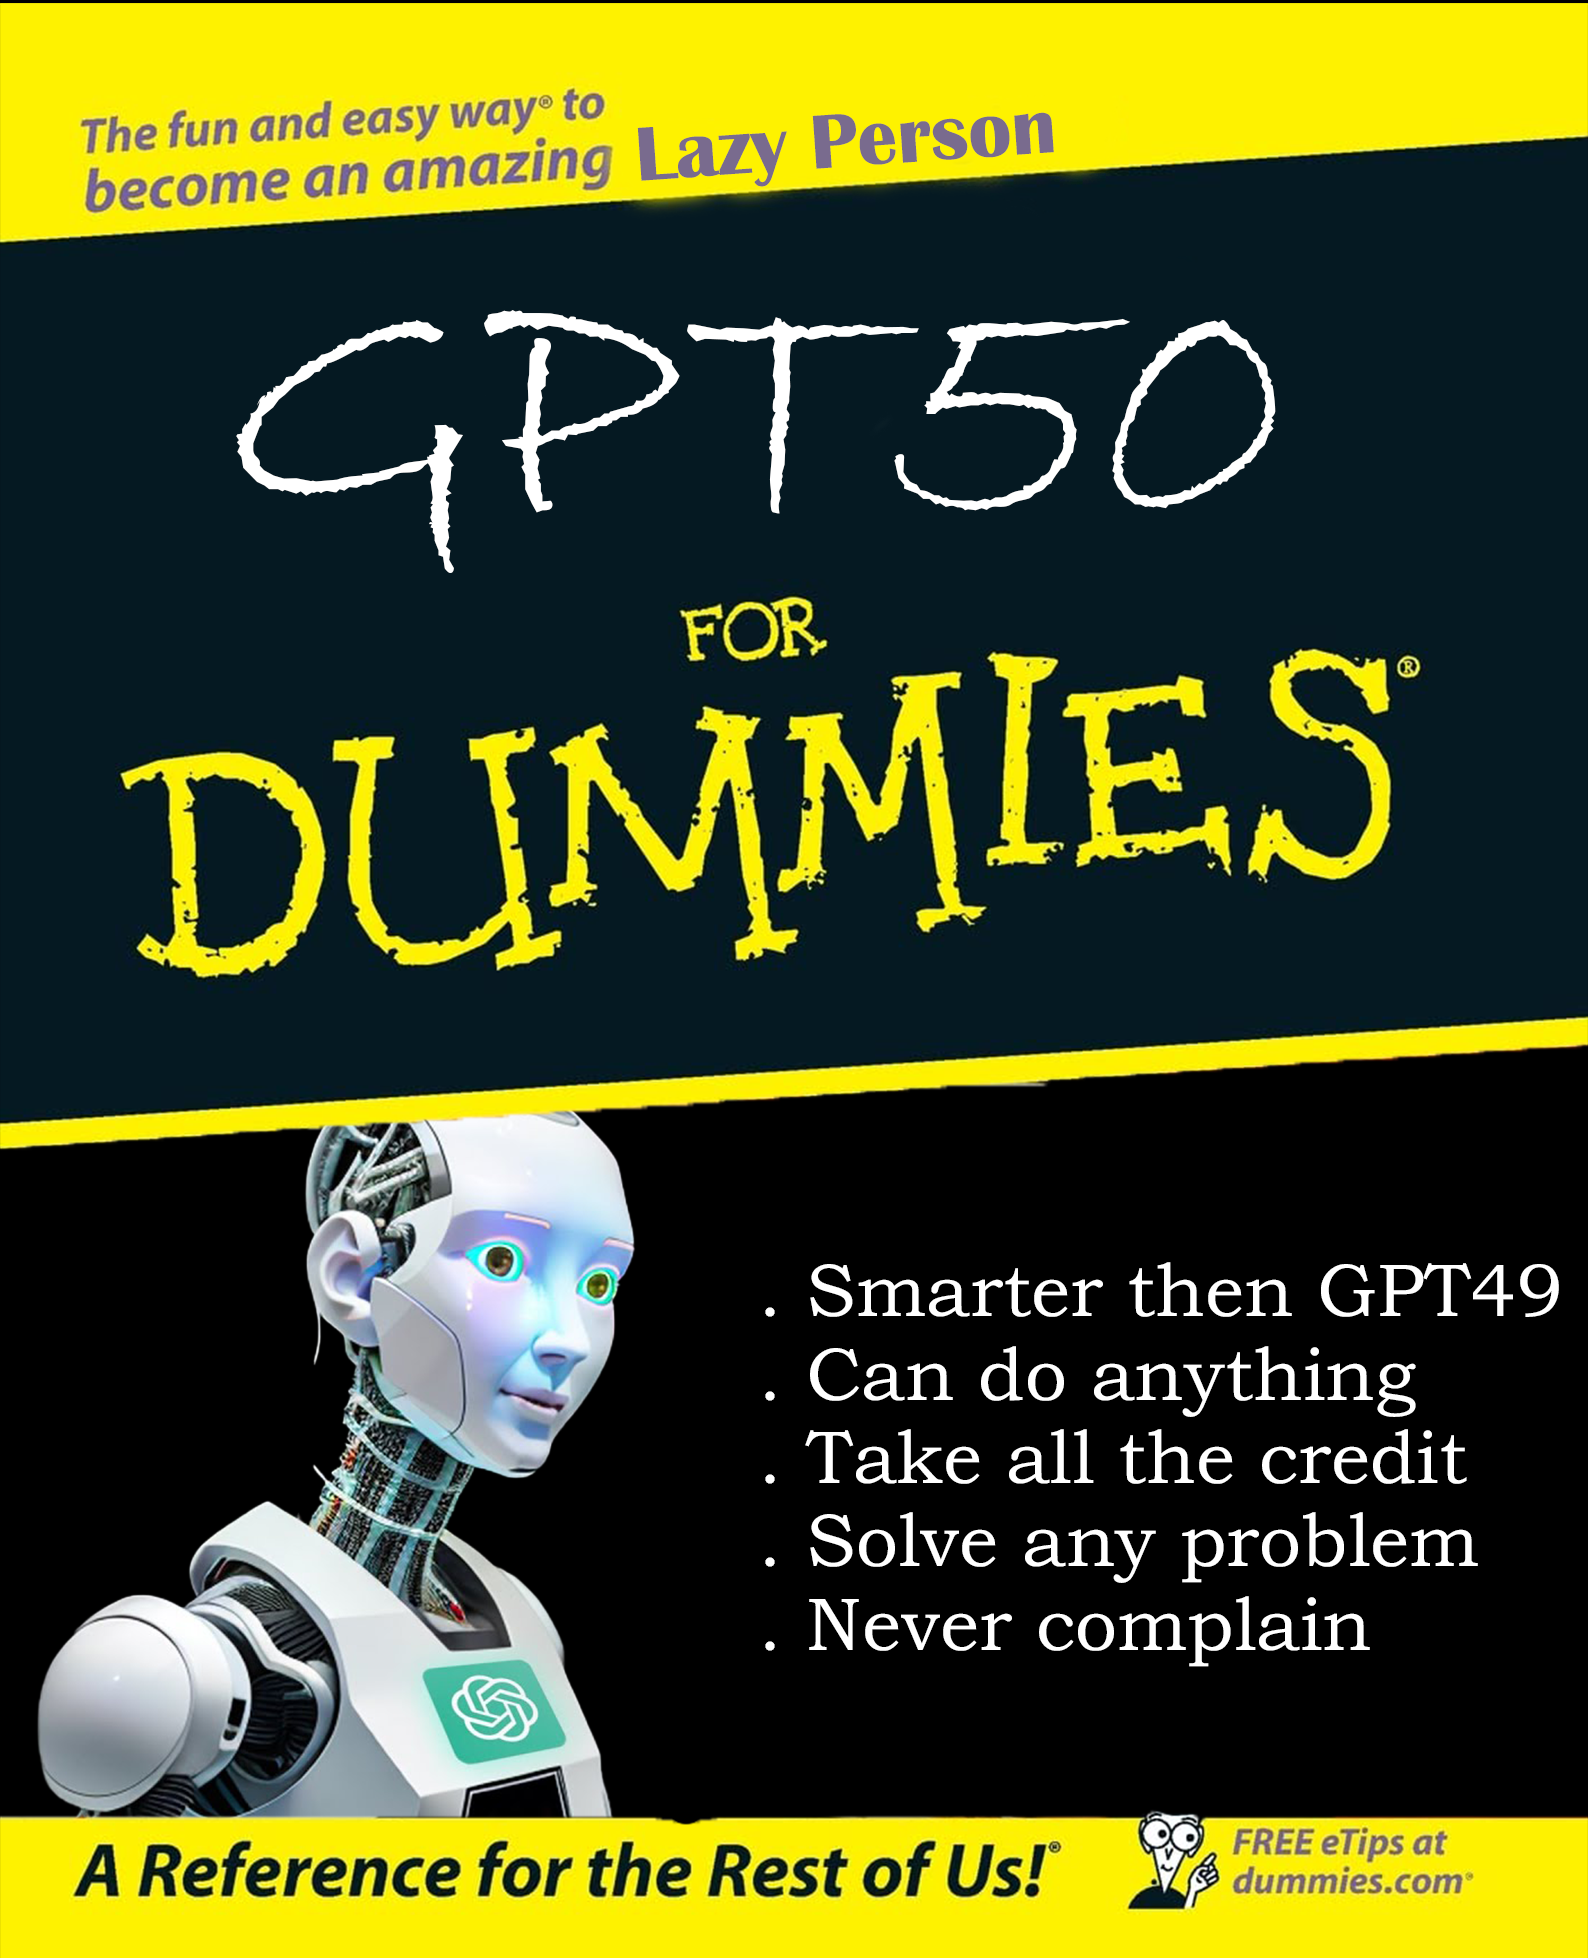 The fun and easy way® to
become an amazing Lazy Person
GPT50
FOR
DUMMIES®
. Smarter then GPT49
. Can do anything
. Take all the credit
. Solve any problem
. Never complain
A Reference for the Rest of Us!®
FREE eTips at
dummies.com®